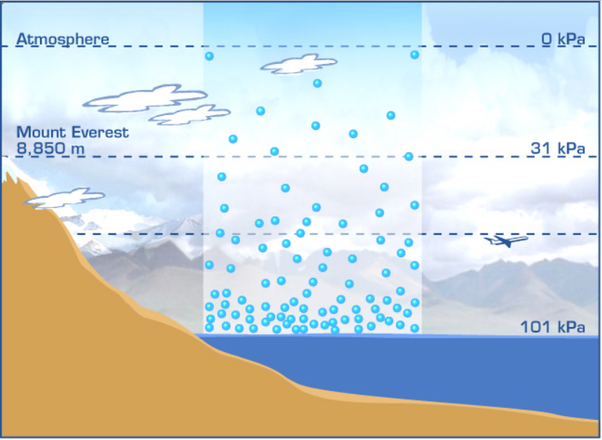 Atmosphere
0 kPa
Mount Everest
8,850 m
31 kPa
101 kPa